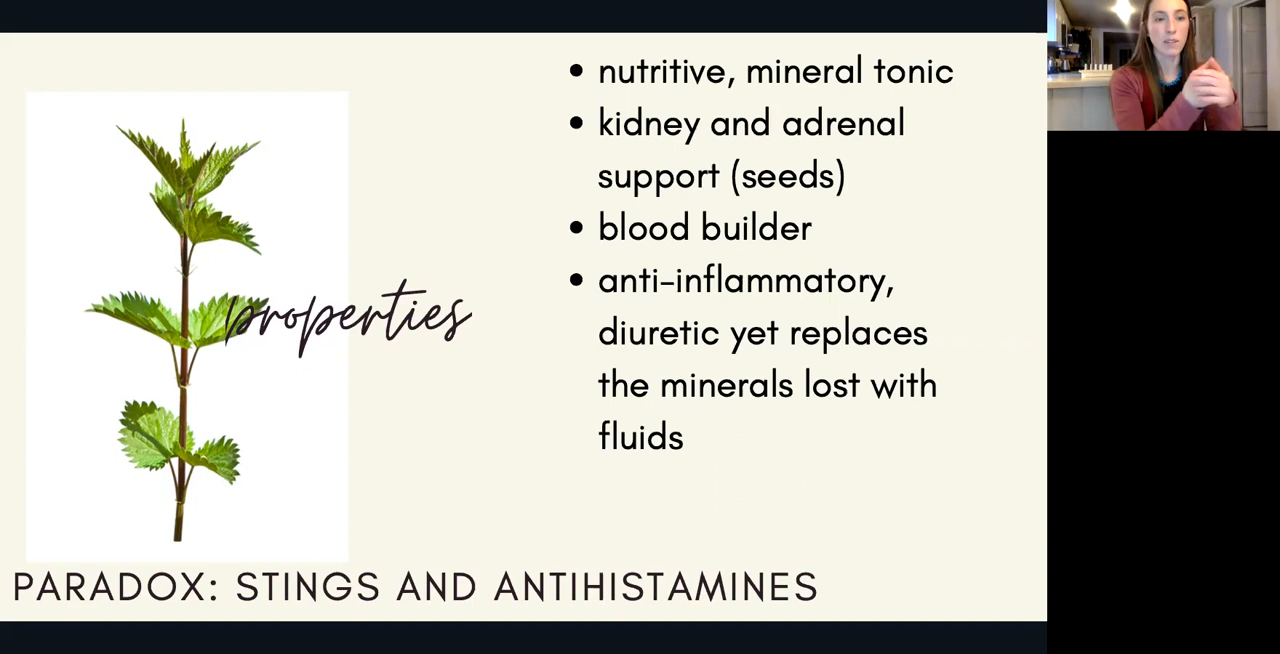 nutritive, mineral tonic
kidney and adrenal
support (seeds)
blood builder
anti-inflammatory,
diuretic yet replaces
the minerals lost with
fluids
properties
PARADOX: STINGS AND ANTIHISTAMINES